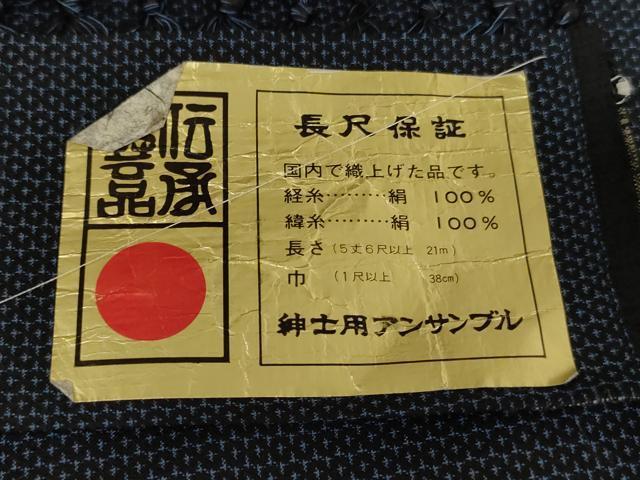 伝承
品
長尺保証
国内で織上げた品です。
経糸………絹 100%
緯糸………絹 100%
長さ(5丈6尺以上 21m)
巾 (1尺以上 38cm)
紳士用アンサンブル